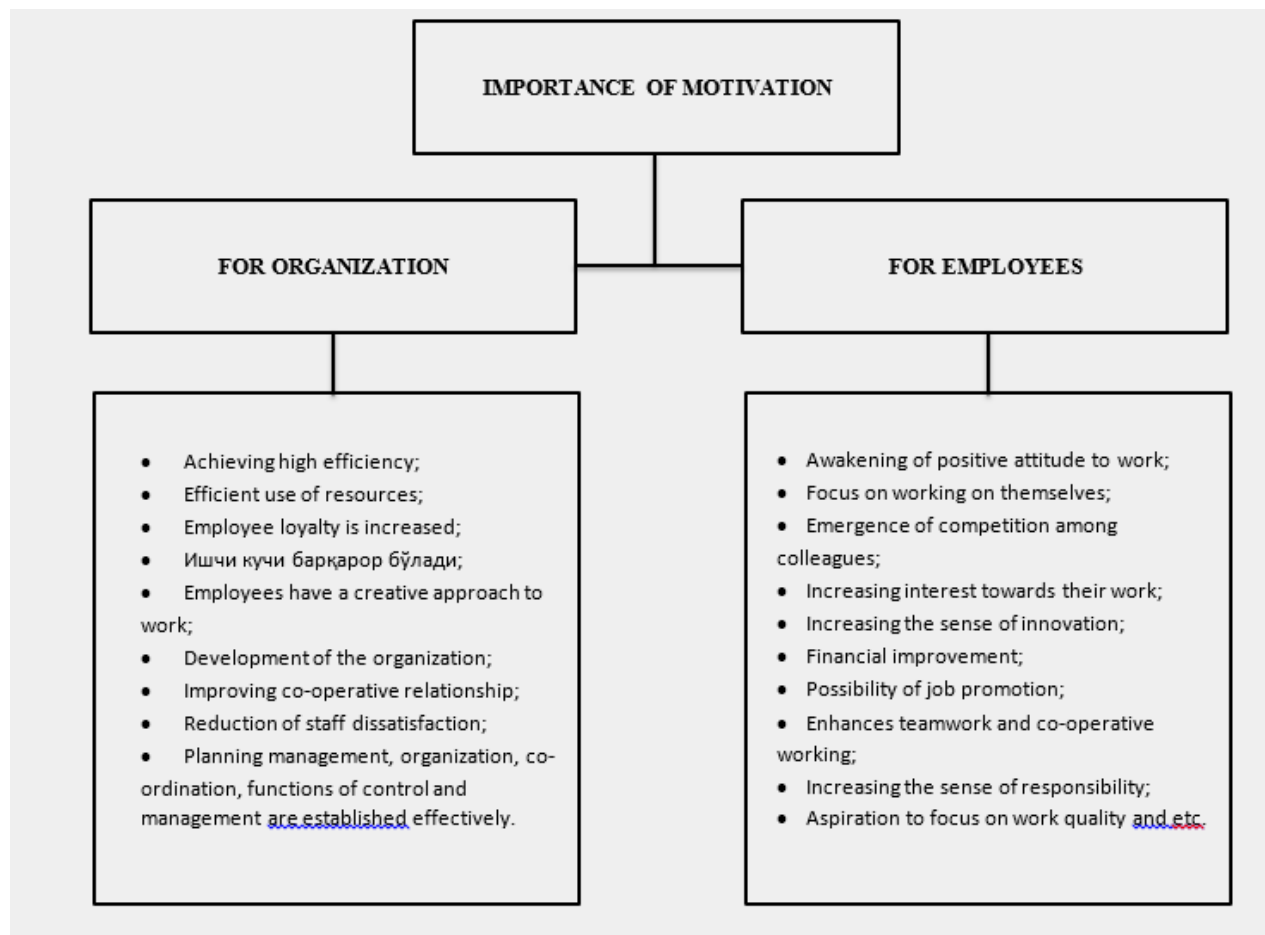 IMPORTANCE OF MOTIVATION
FOR ORGANIZATION
FOR EMPLOYEES
• Achieving high efficiency;
• Efficient use of resources;
• Employee loyalty is increased;
• Ишчи кучи барқарор бўлади;
• Employees have a creative approach to
work;
• Development of the organization;
• Improving co-operative relationship;
• Reduction of staff dissatisfaction;
• Planning management, organization, co-
ordination, functions of control and
management are established effectively.
• Awakening of positive attitude to work;
• Focus on working on themselves;
• Emergence of competition among
colleagues;
• Increasing interest towards their work;
• Increasing the sense of innovation;
• Financial improvement;
• Possibility of job promotion;
• Enhances teamwork and co-operative
working;
• Increasing the sense of responsibility;
• Aspiration to focus on work quality and etc.